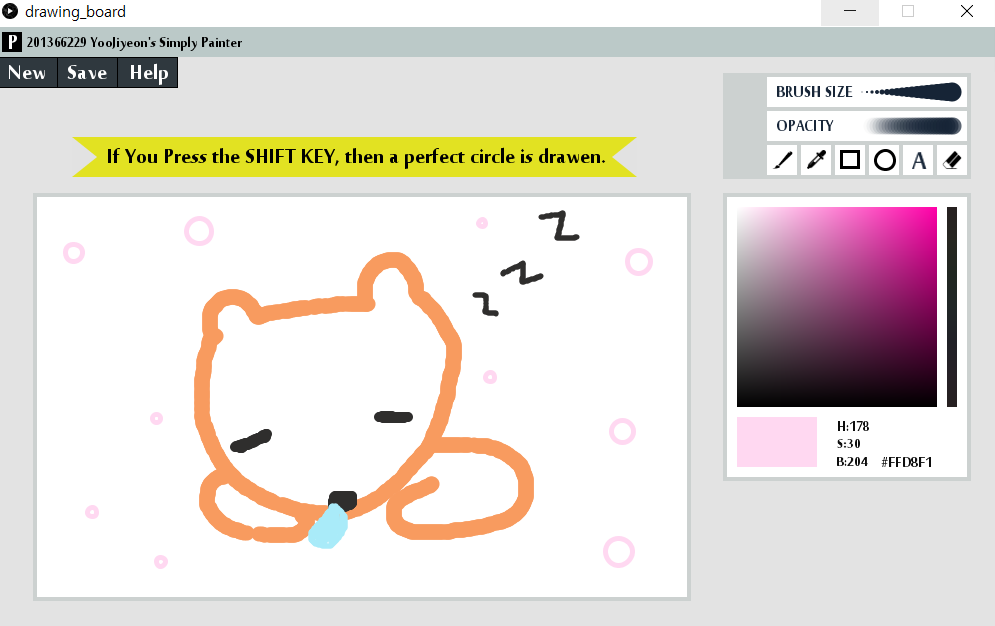 drawing_board
P 201366229 YooJiyeon's Simply Painter
New Save Help
BRUSH SIZE
OPACITY
A
If You Press the SHIFT KEY, then a perfect circle is drawen.
z
z
z
H:178
S:30
B:204 #FFD8F1